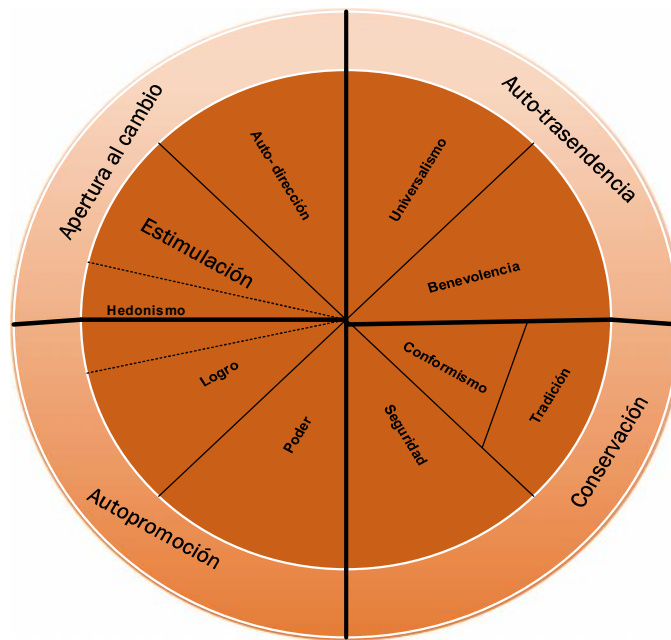 Apertura al cambio
Auto-trasendencia
Auto- dirección
Universalismo
Estimulación
Benevolencia
Hedonismo
Logro
Conformismo
Tradición
Poder
Seguridad
Autopromoción
Conservación